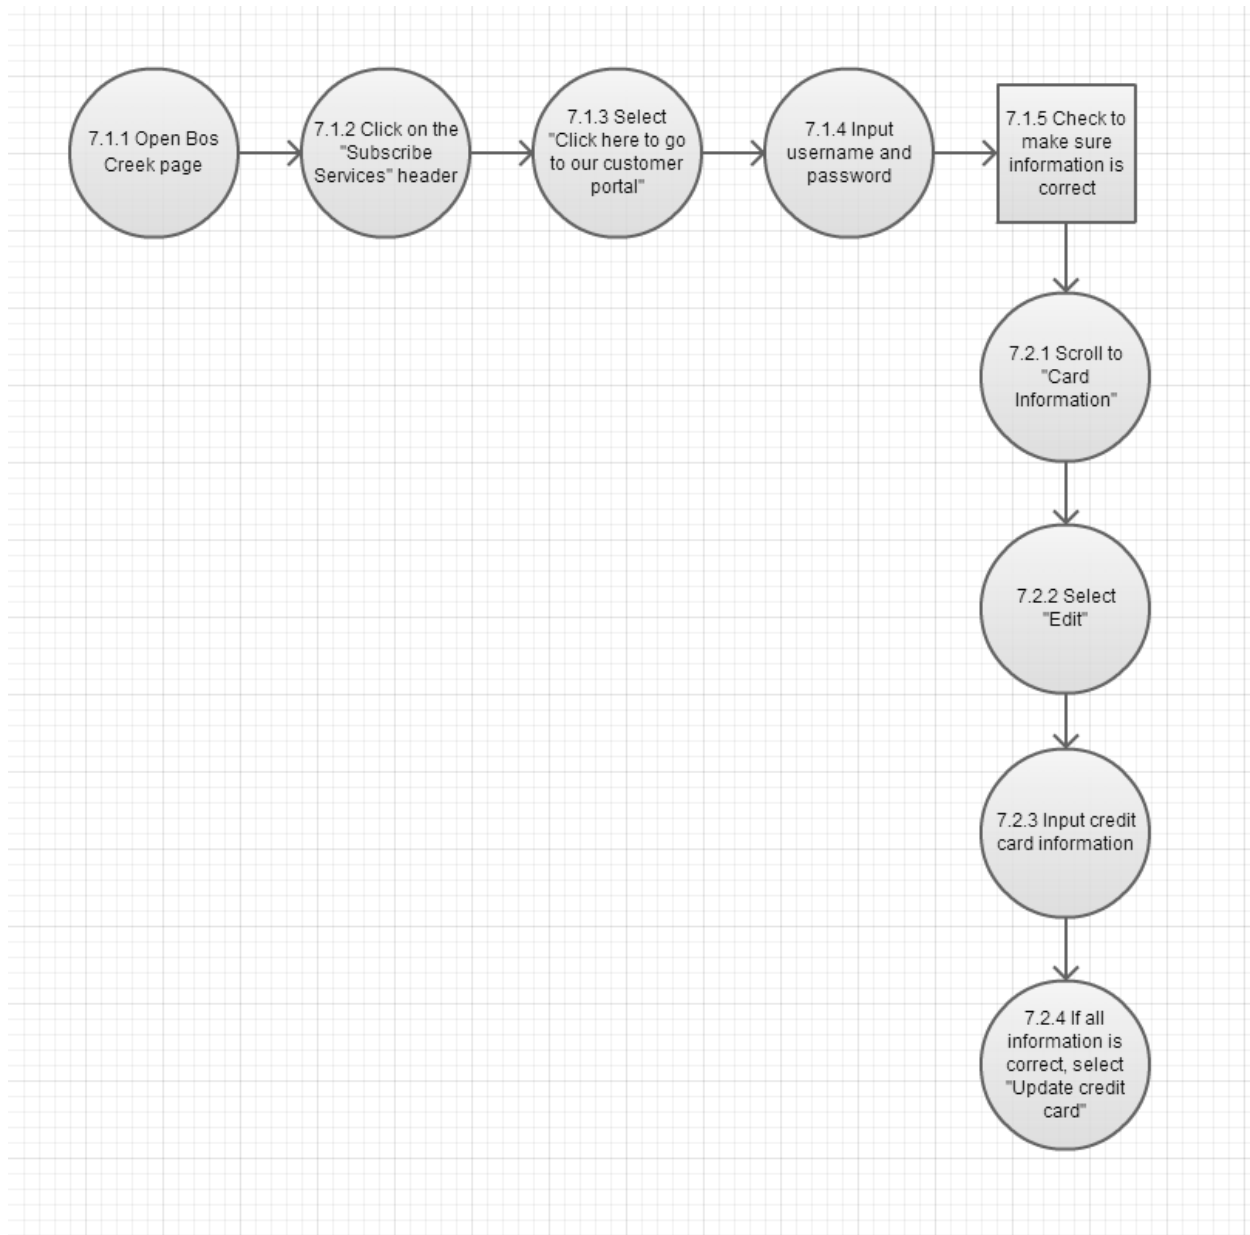 7.1.1 Open Bos
Creek page
7.1.2 Click on the
"Subscribe
Services" header
7.1.3 Select
"Click here to go
to our customer
portal"
7.1.4 Input
username and
password
7.1.5 Check to
make sure
information is
correct
7.2.1 Scroll to
"Card
Information"
7.2.2 Select
"Edit"
7.2.3 Input credit
card information
7.2.4 If all
information is
correct, select
"Update credit
card"